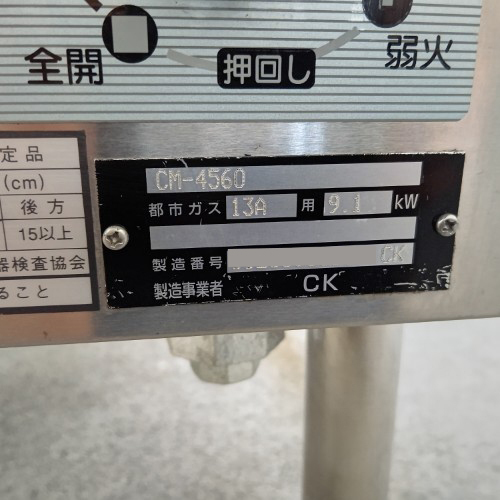 全開 押回し 弱火
定品
(cm)
後方
15以上
器検査協会
ること
CM-4560
都市ガス 13A 用 9.1 kW
製造番号 CK
製造事業者 CK